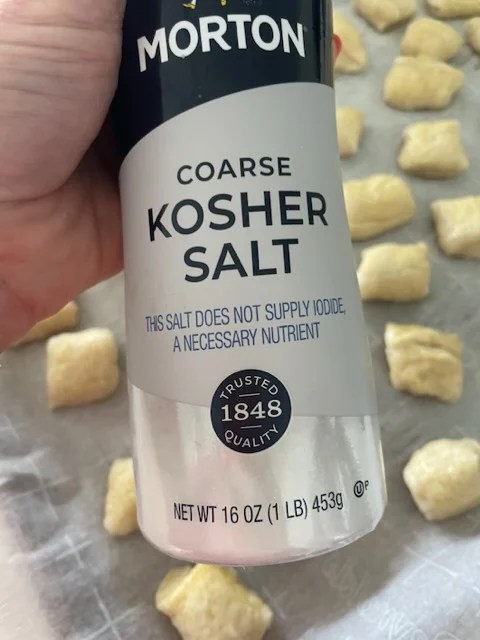 MORTON
COARSE
KOSHER
SALT
THIS SALT DOES NOT SUPPLY IODIDE,
A NECESSARY NUTRIENT
TRUSTED
1848
QUALITY
NET WT 16 OZ (1 LB) 453g ⓊP